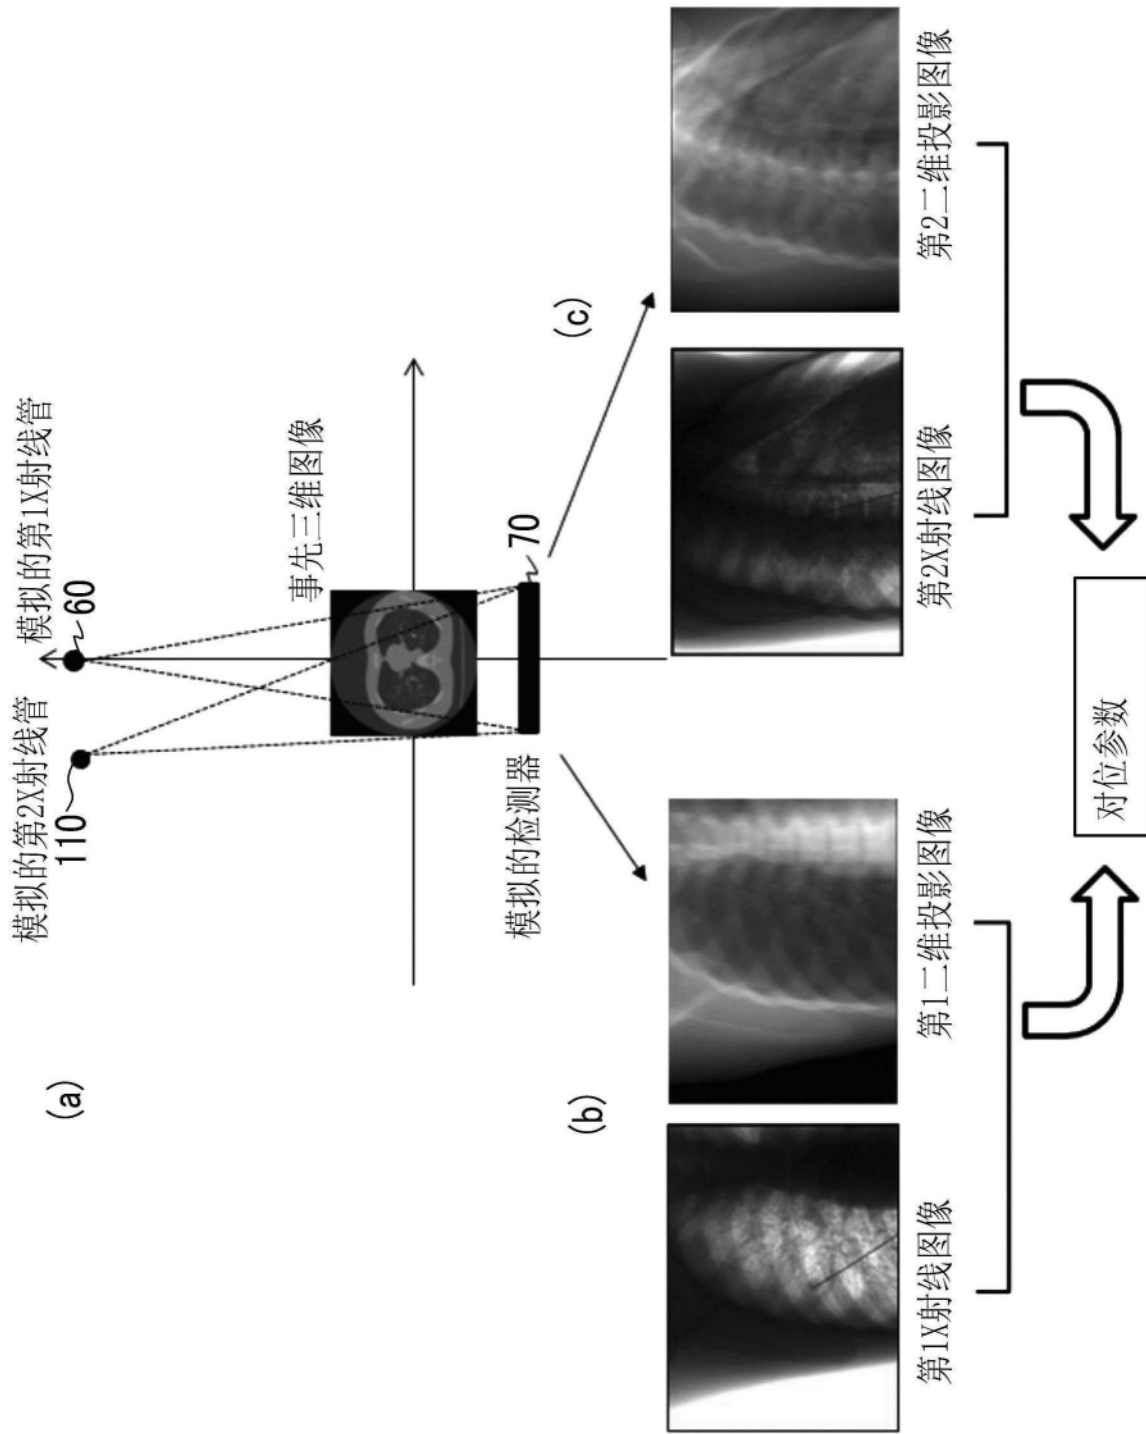 (a)
模拟的第2X射线管
110
模拟的第1X射线管
60
事先三维图像
模拟的检测器
70
(b)
第1X射线图像
第1二维投影图像
(c)
第2X射线图像
第2二维投影图像
对位参数